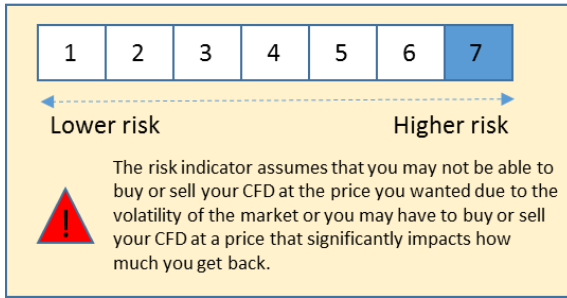 1 2 3 4 5 6 7
Lower risk Higher risk
The risk indicator assumes that you may not be able to
buy or sell your CFD at the price you wanted due to the
volatility of the market or you may have to buy or sell
your CFD at a price that significantly impacts how
much you get back.
!